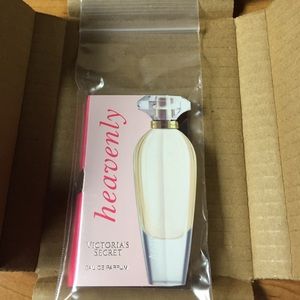 heavenly
VICTORIA'S
SECRET
EAU DE PARFUM